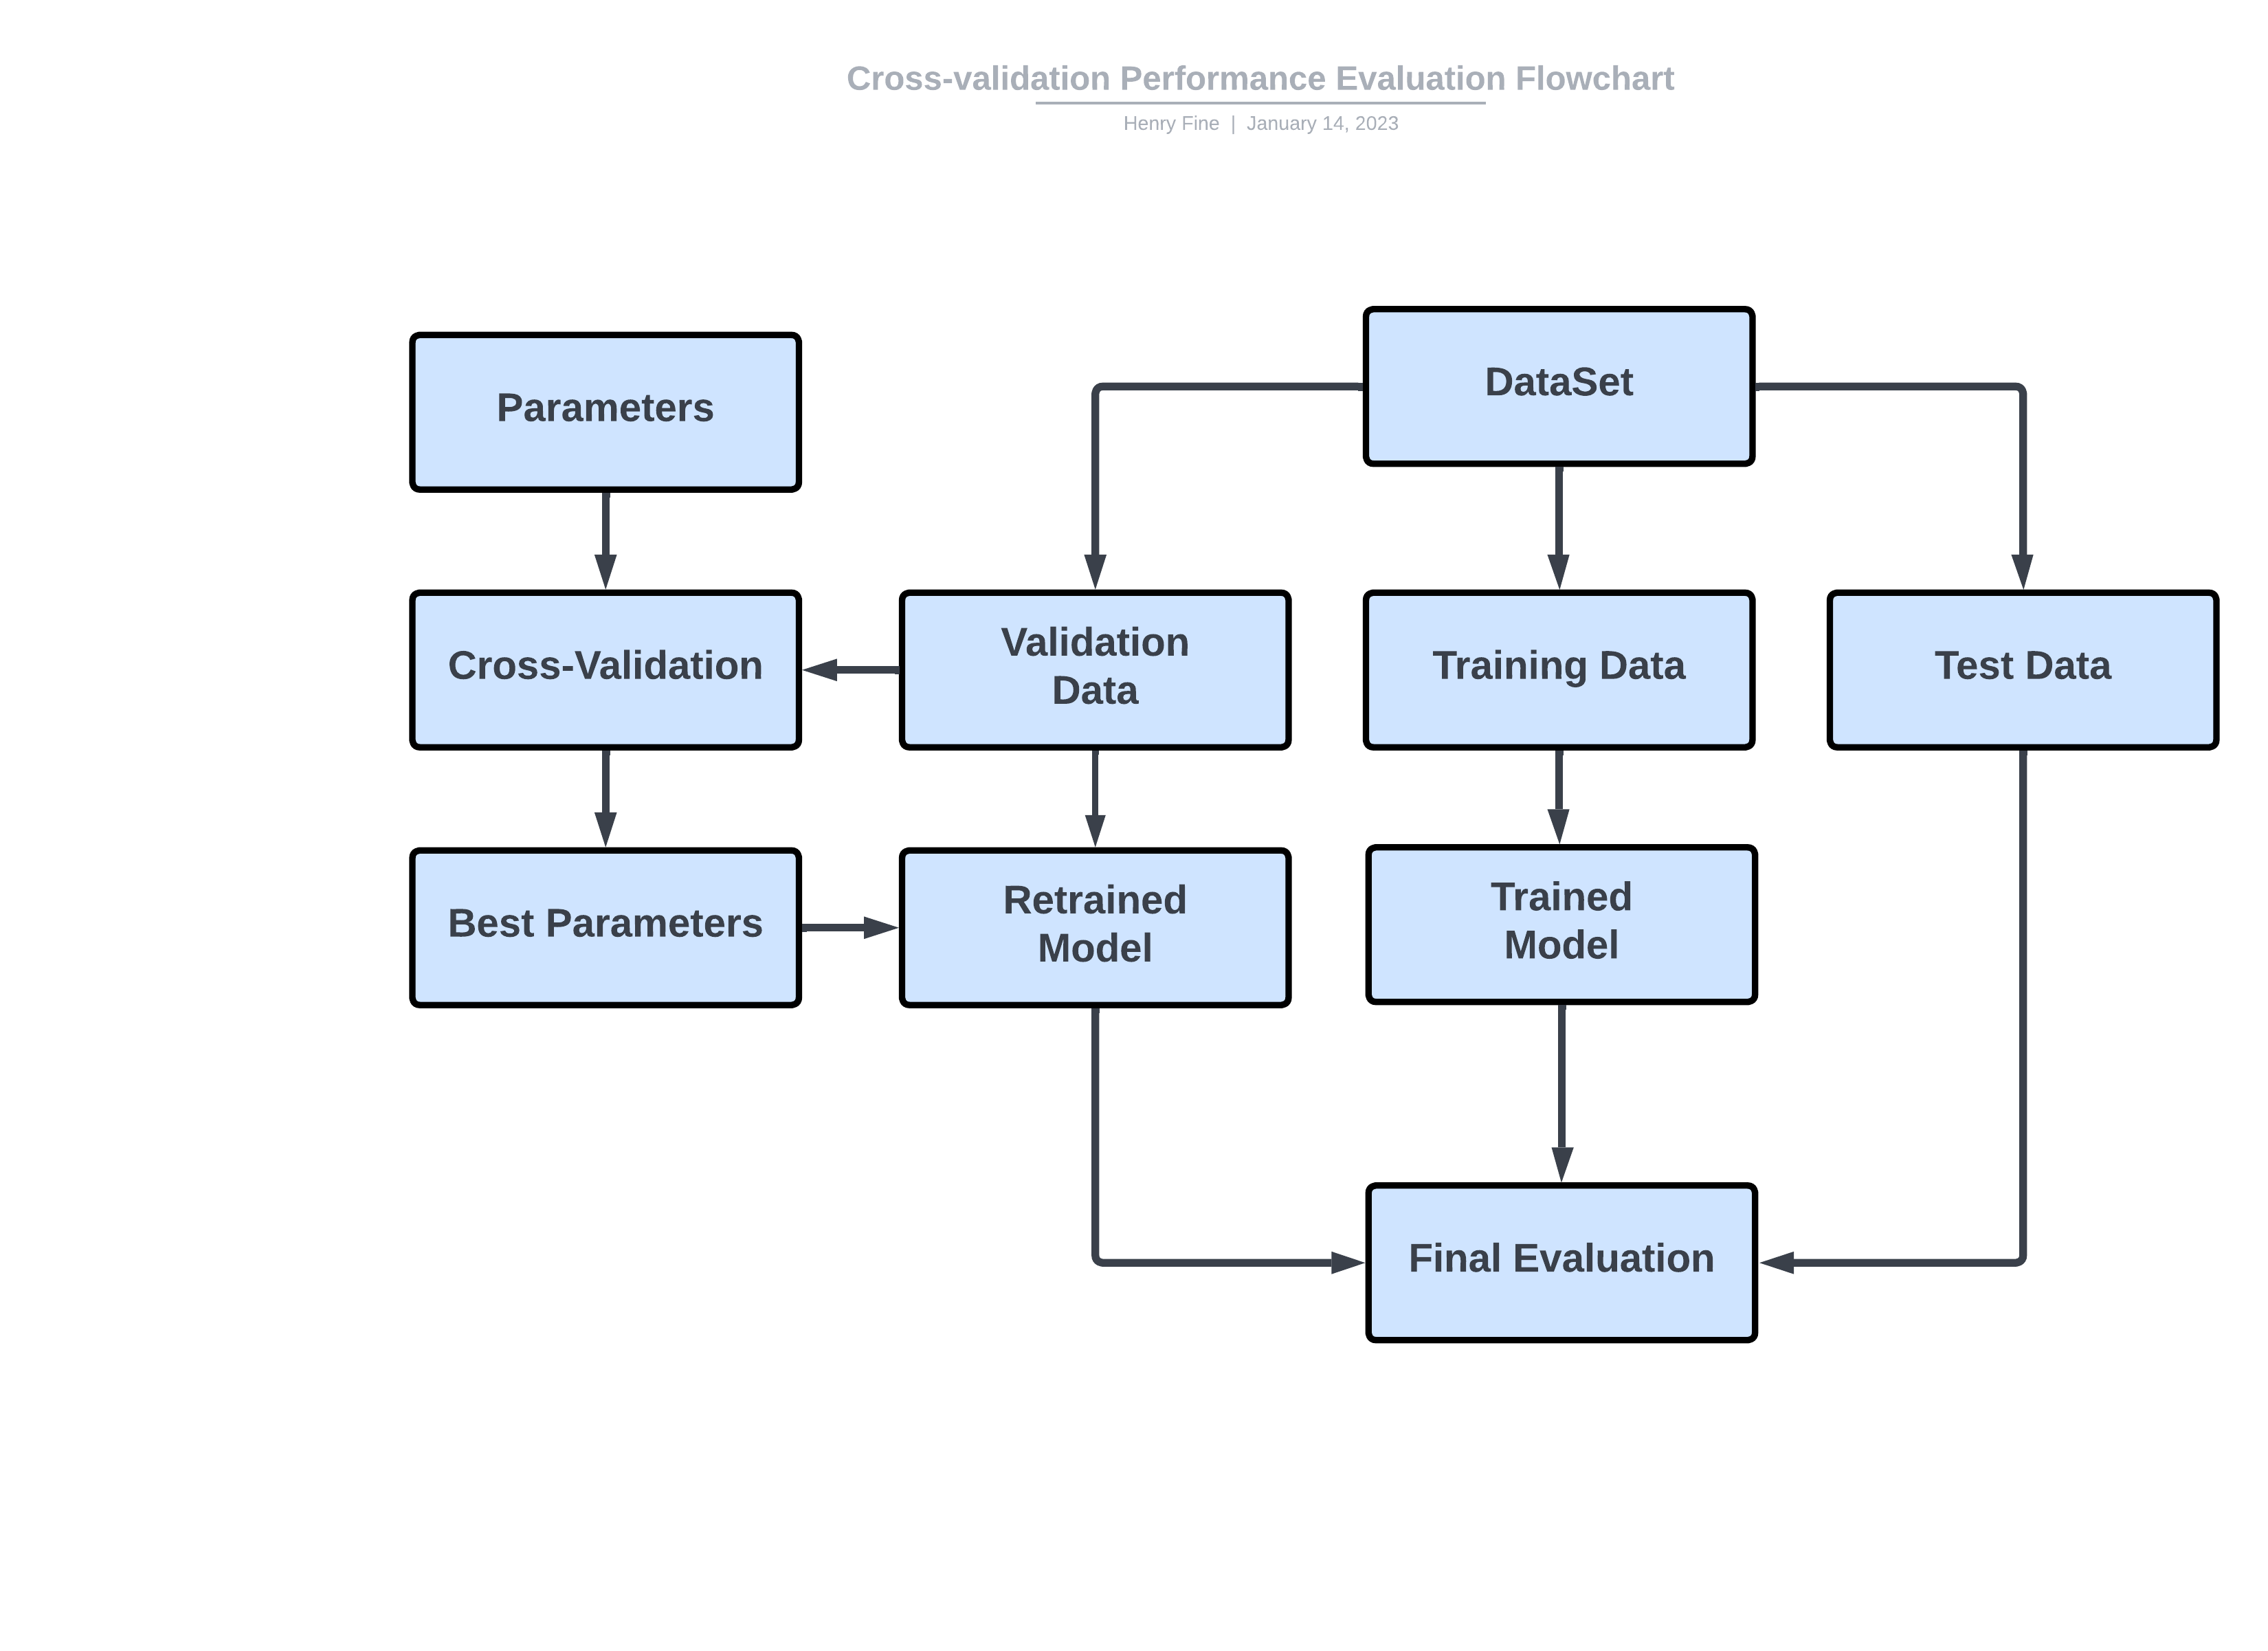 Cross-validation Performance Evaluation Flowchart
Henry Fine | January 14, 2023
Parameters
DataSet
Cross-Validation
Validation
Data
Training Data
Test Data
Best Parameters
Retrained
Model
Trained
Model
Final Evaluation